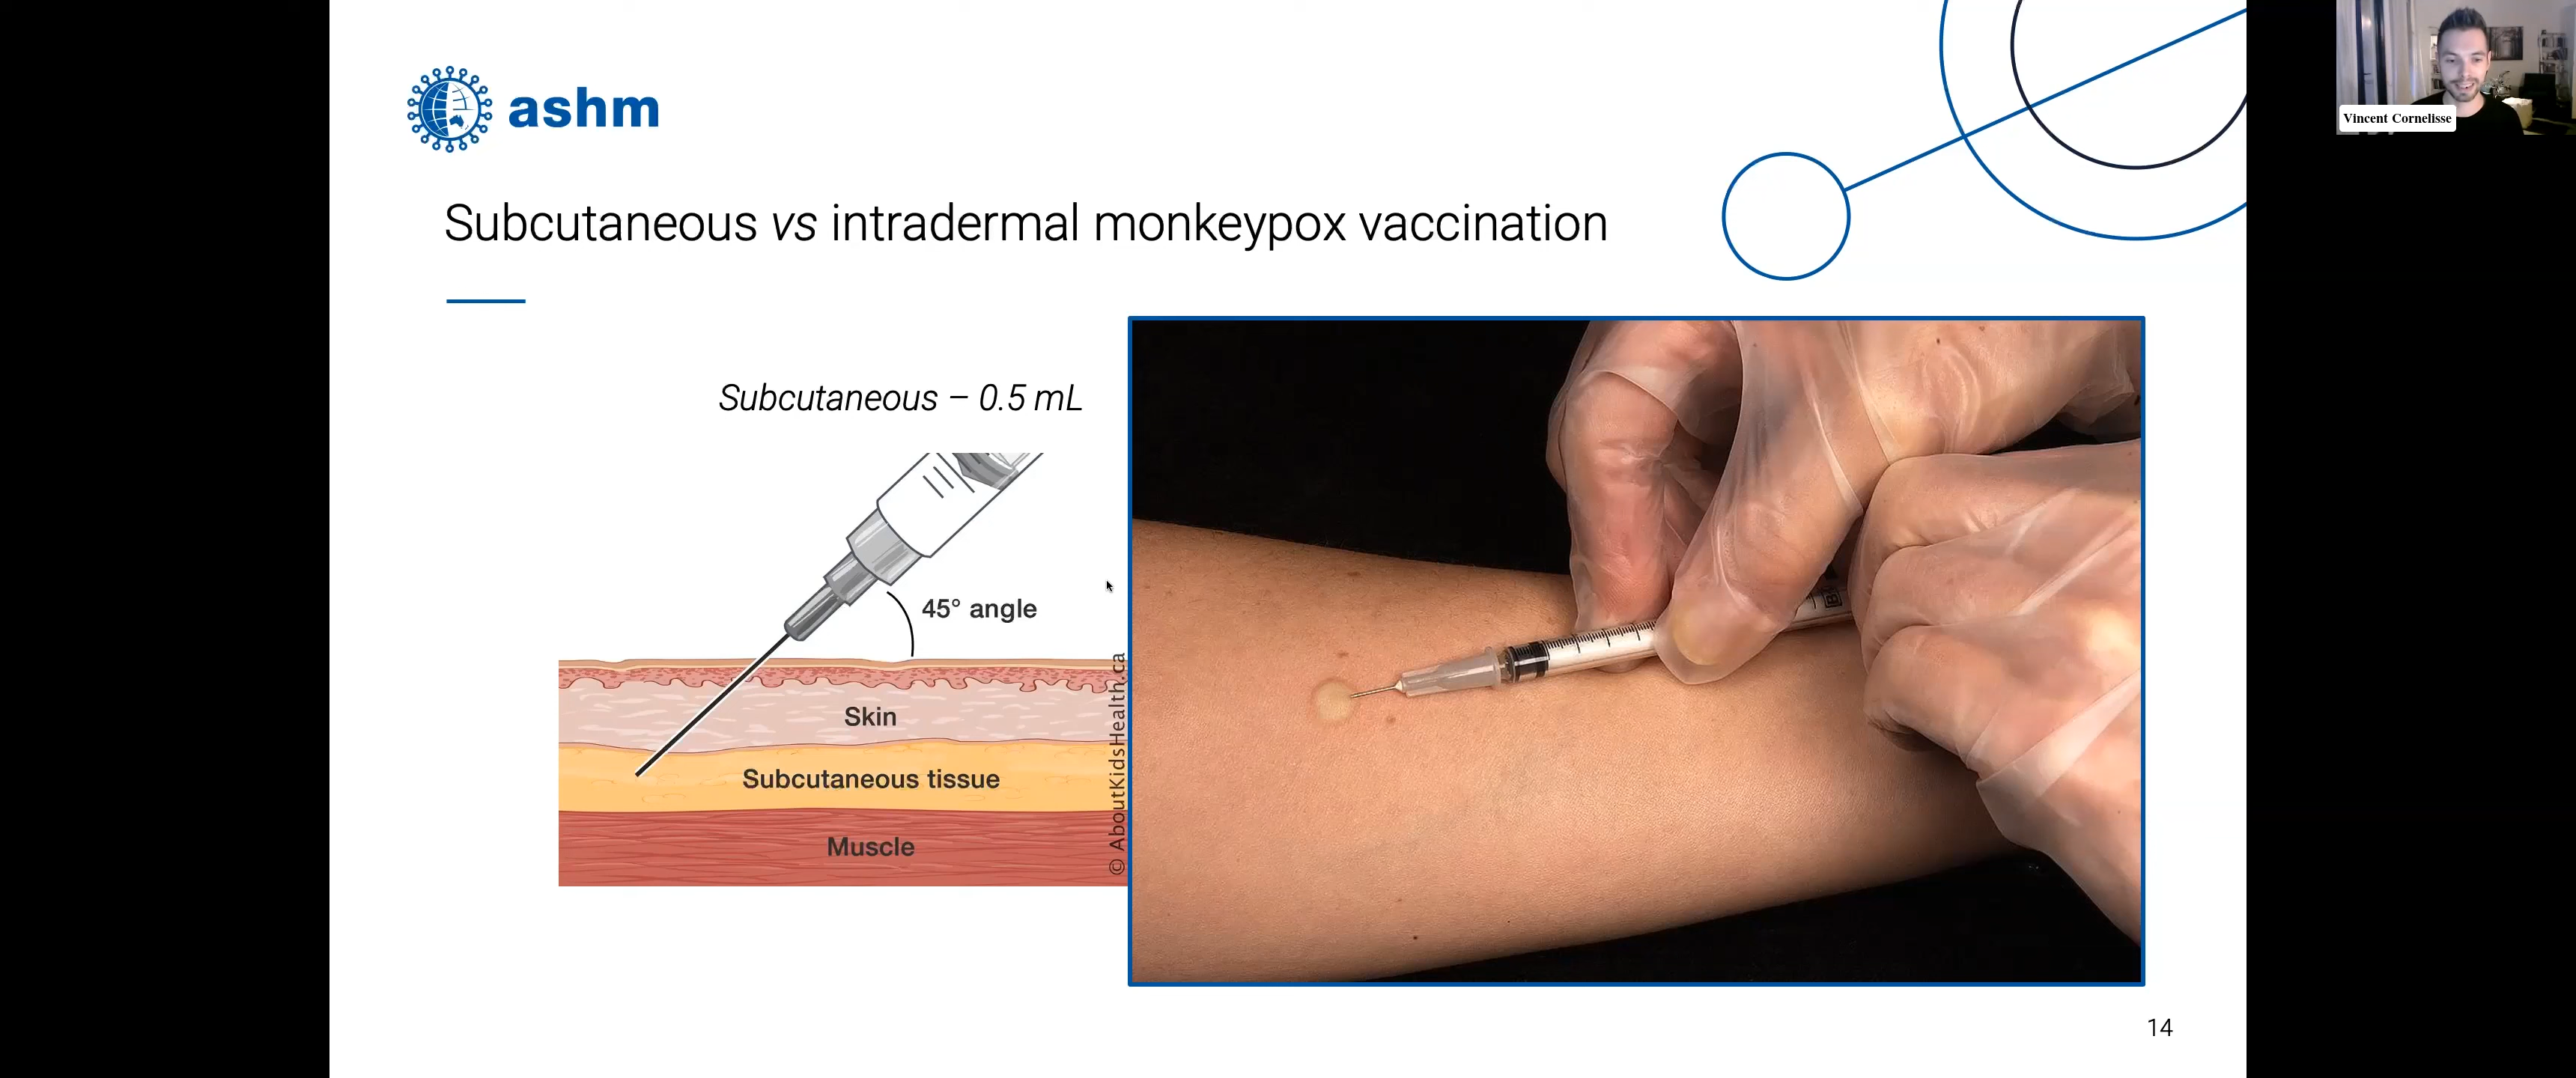 ashm
Vincent Cornelisse
Subcutaneous vs intradermal monkeypox vaccination
Subcutaneous – 0.5 mL
45° angle
Skin
Subcutaneous tissue
Muscle
© AboutKidsHealth.ca
14